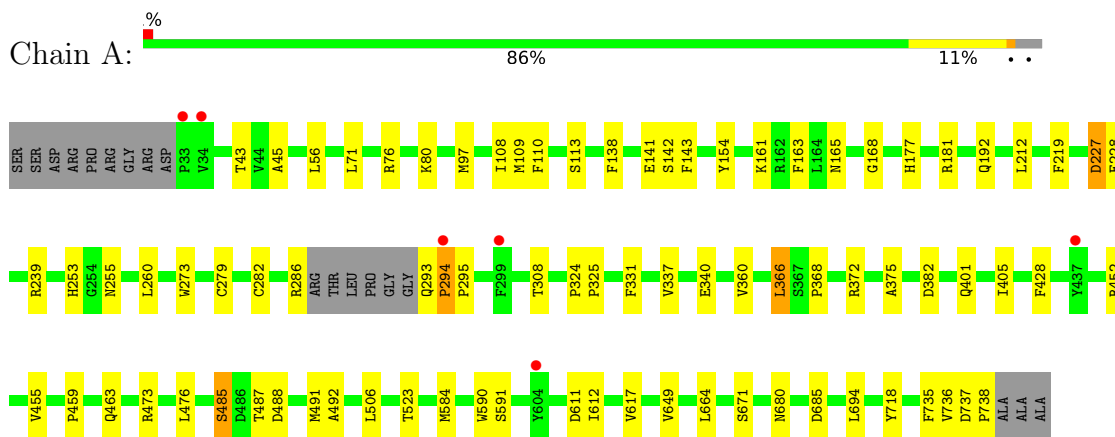 %
Chain A:
86% 11% • •
SER SER ASP ARG PRO ARG GLY ARG ASP P33 V34 T43 V44 A45 L56 L71 R76 K80 M97 I108 M109 F110 S113 F138 E141 S142 F143 Y154 K161 R162 F163 L164 N165 G168 H177 R181 Q192 L212 F219 D227
R239 H253 G254 N255 L260 W273 C279 C282 R286 ARG THR LEU PRO GLY GLY Q293 P294 P295 F299 T308 P324 P325 F331 V337 E340 V360 L366 S367 P368 R372 A375 D382 Q401 I405 F428 Y437
V455 P459 Q463 R473 L476 S485 D486 T487 D488 M491 A492 L506 T523 M584 W590 S591 Y604 D611 I612 V617 V649 L664 S671 N680 D685 L694 Y718 F735 V736 D737 P738 ALA ALA ALA